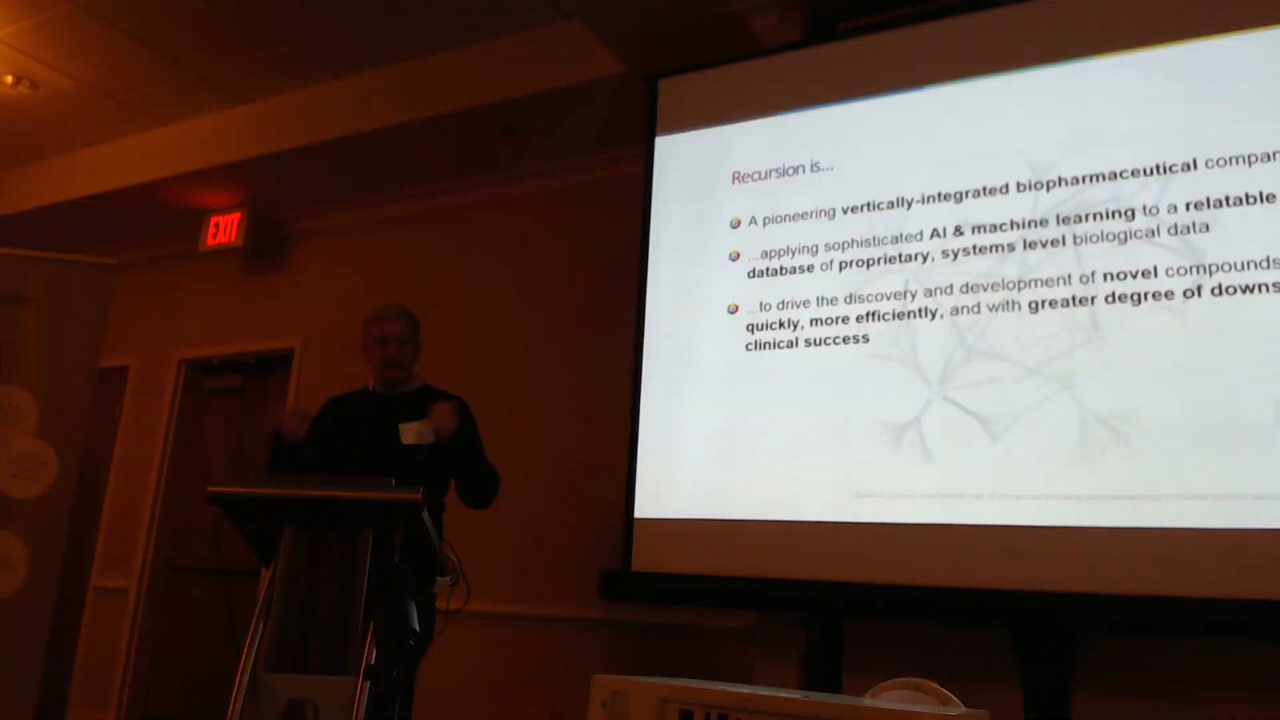 EXIT
Recursion is...
A pioneering vertically-integrated biopharmaceutical
...applying sophisticated AI & machine learning to a relatable
database of proprietary, systems level biological data
...to drive the discovery and development of novel compounds
quickly, more efficiently, and with greater degree of
clinical success